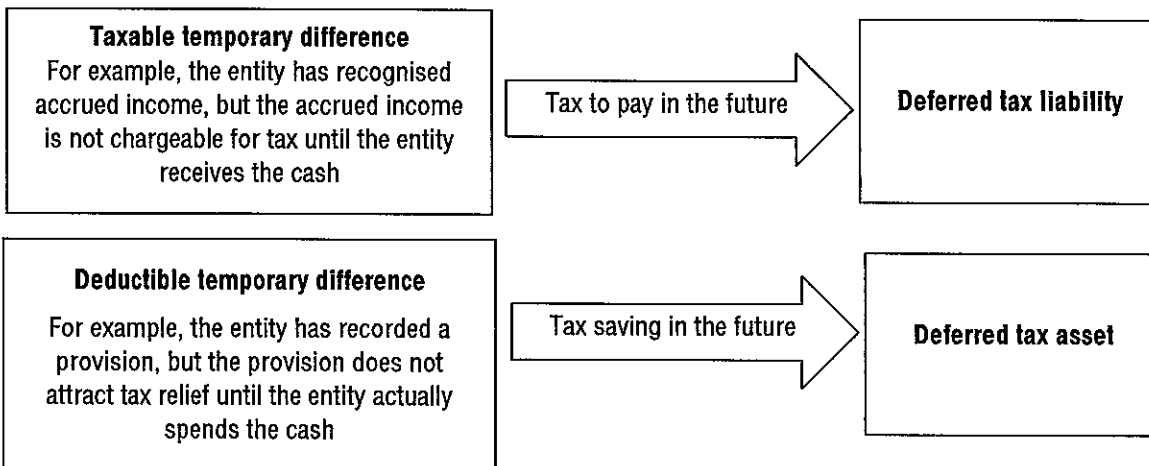 Taxable temporary difference
For example, the entity has recognised
accrued income, but the accrued income
is not chargeable for tax until the entity
receives the cash
Tax to pay in the future
Deferred tax liability
Deductible temporary difference
For example, the entity has recorded a
provision, but the provision does not
attract tax relief until the entity actually
spends the cash
Tax saving in the future
Deferred tax asset